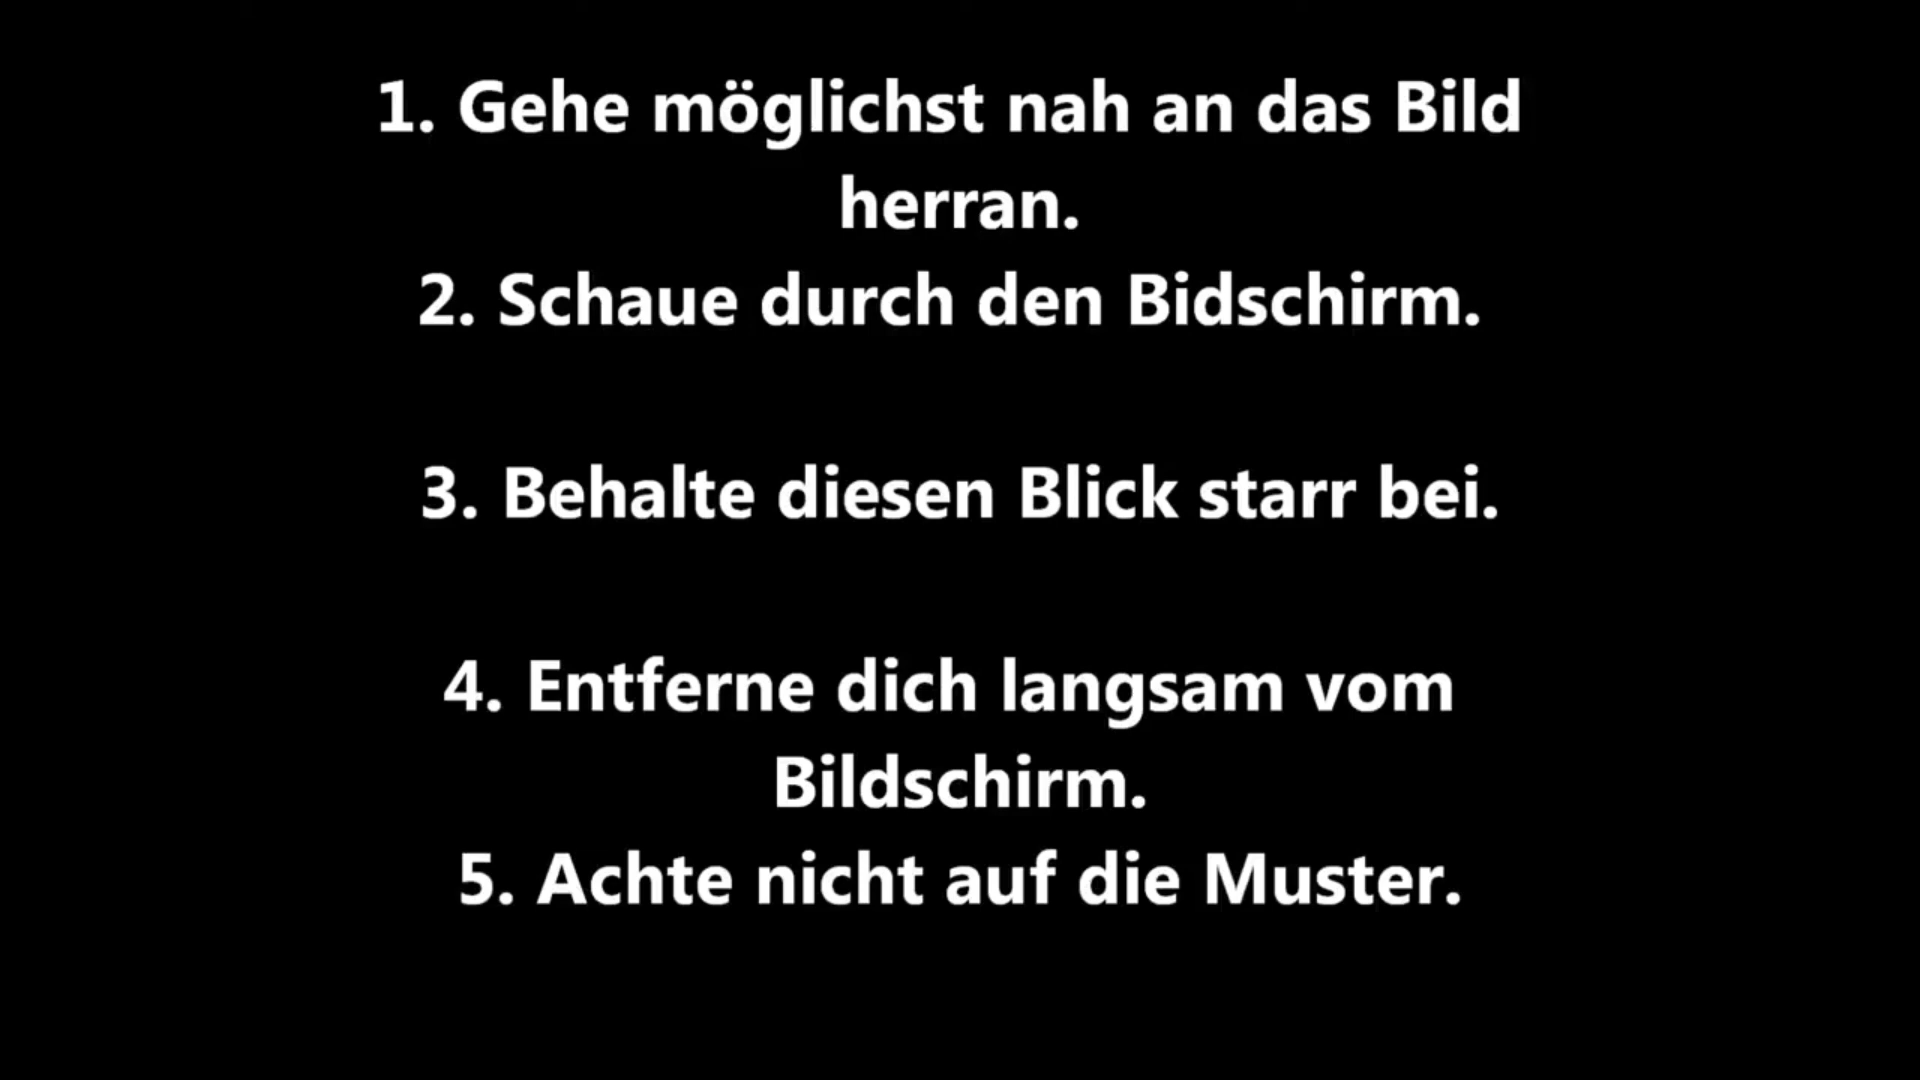 1. Gehe möglichst nah an das Bild
herran.
2. Schaue durch den Bidschirm.
3. Behalte diesen Blick starr bei.
4. Entferne dich langsam vom
Bildschirm.
5. Achte nicht auf die Muster.